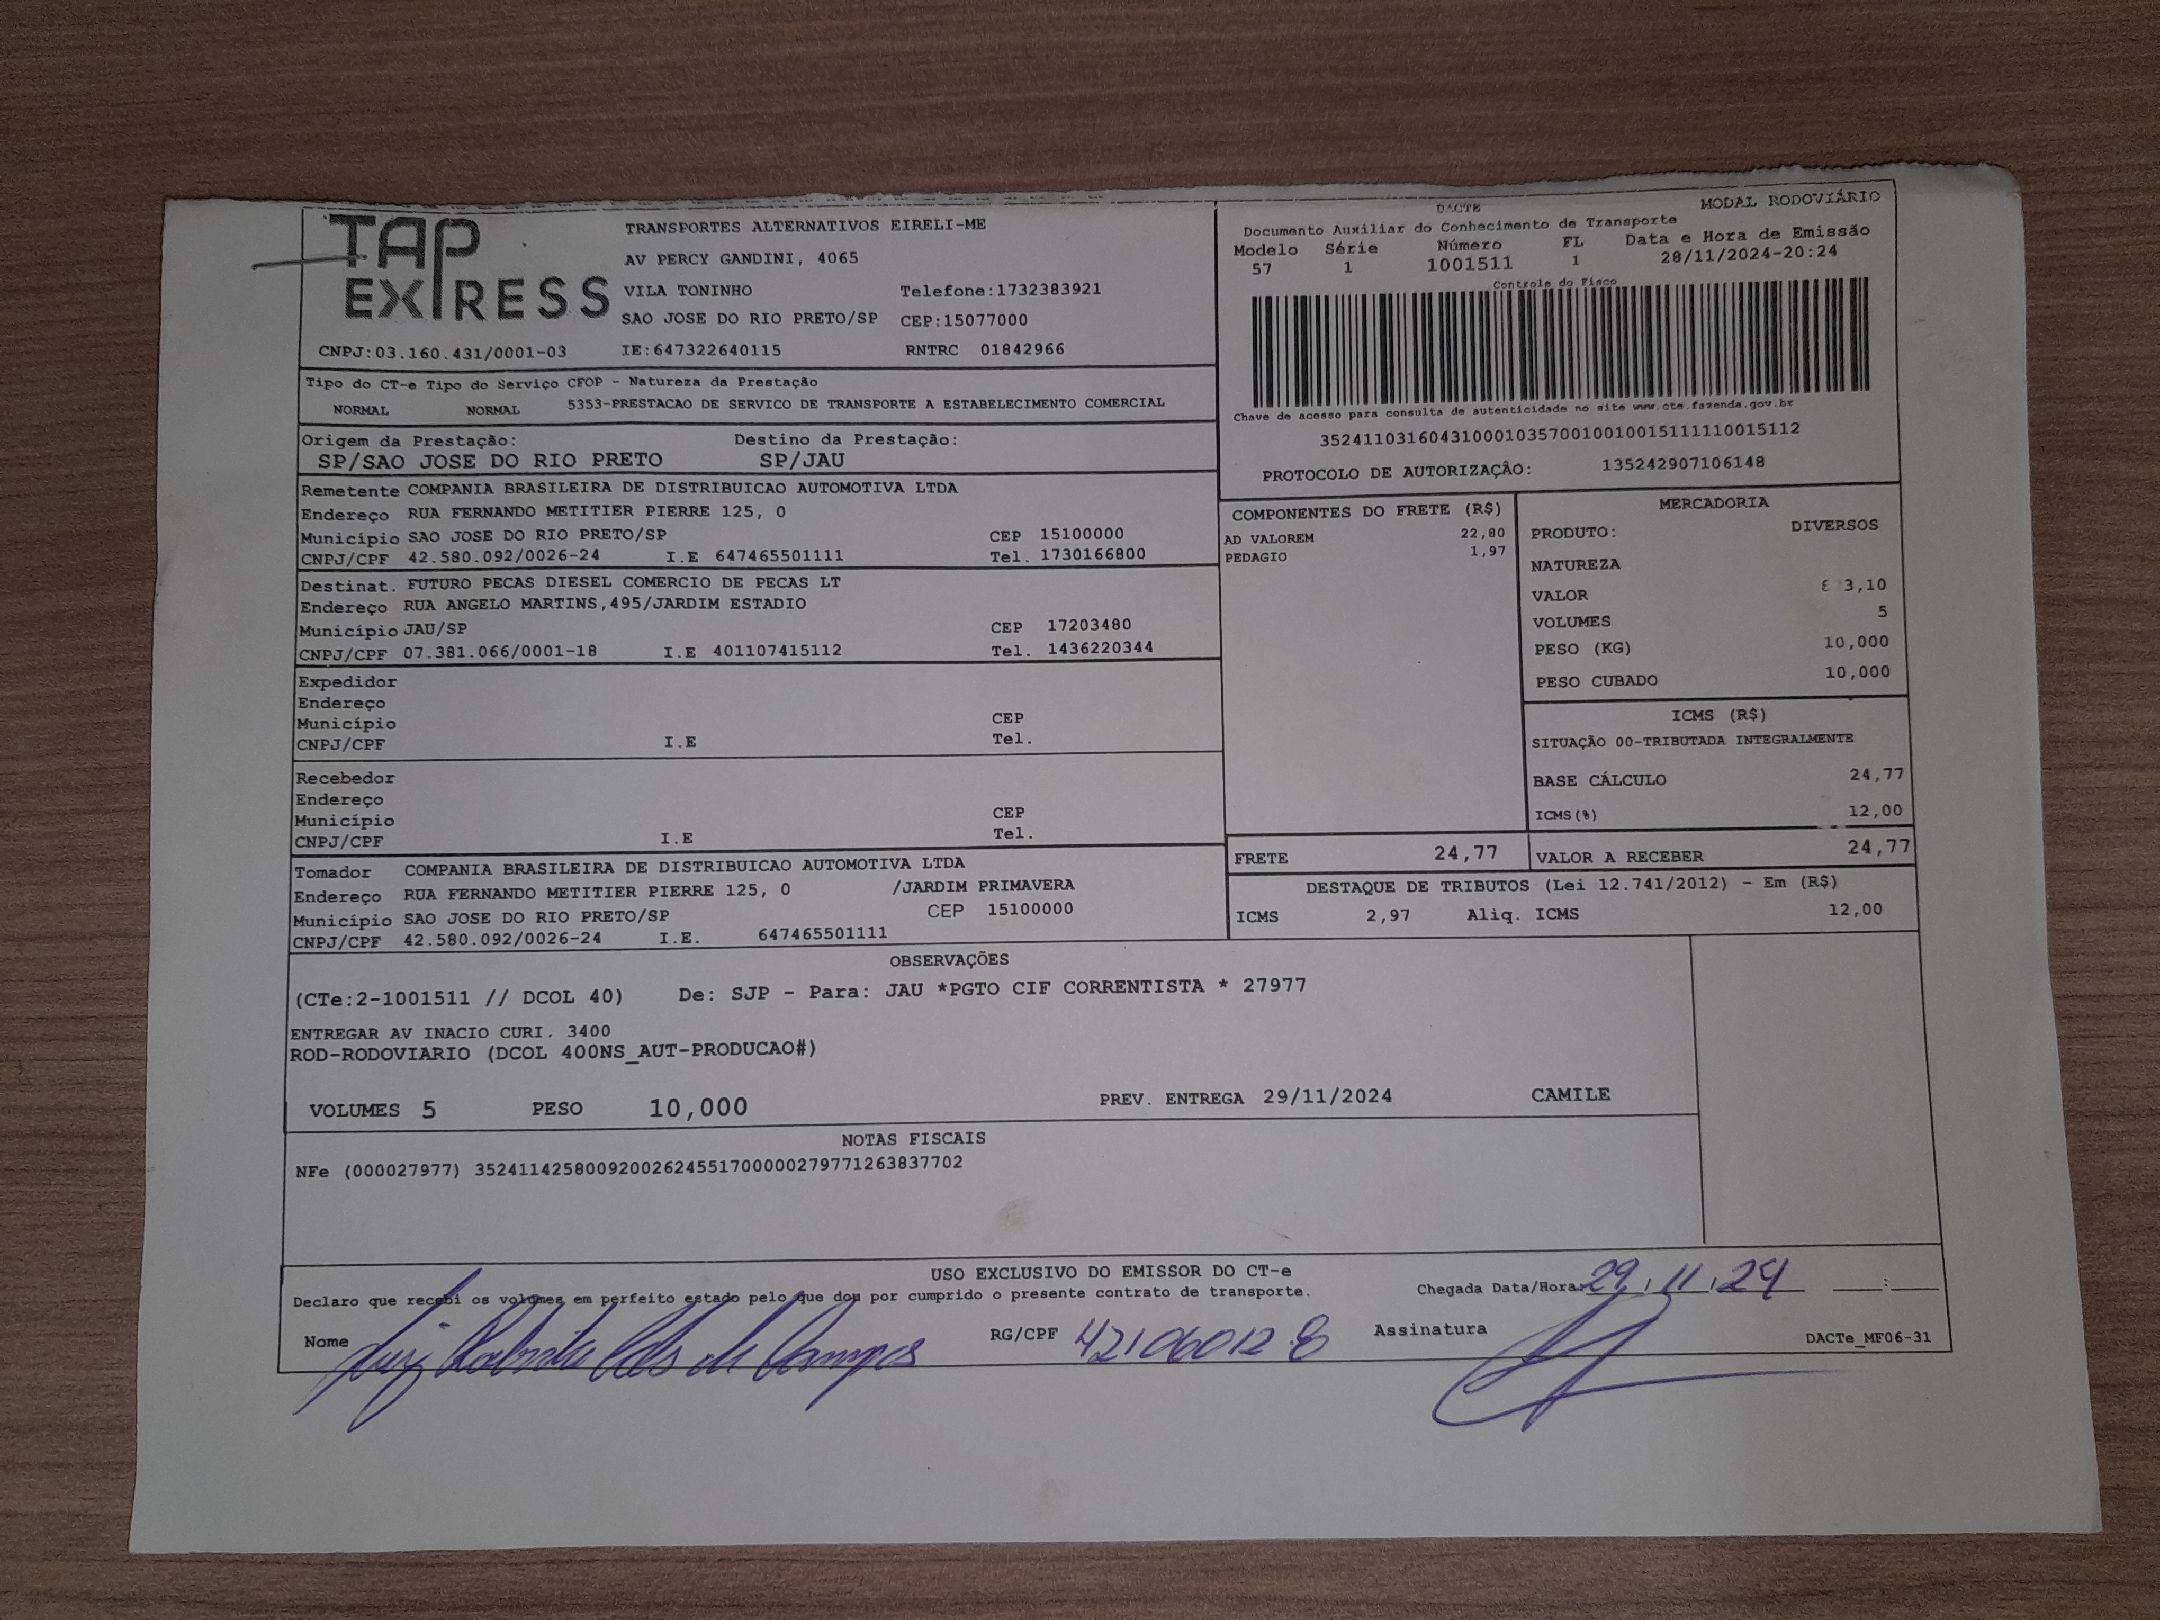 TAP EXPRESS
TRANSPORTES ALTERNATIVOS EIRELI-ME
AV PERCY GANDINI, 4065
VILA TONINHO Telefone:1732383921
SAO JOSE DO RIO PRETO/SP CEP:15077000
CNPJ:03.160.431/0001-03 IE:647322640115 RNTRC 01842966
DACTE MODAL RODOVIÁRIO
Documento Auxiliar do Conhecimento de Transporte
Modelo Série Número FL Data e Hora de Emissão
57 1 1001511 1 28/11/2024-20:24
Controle do Fisco
Chave de acesso para consulta de autenticidade no site www.cte.fazenda.gov.br
35241103160431000103570010010015111110015112
PROTOCOLO DE AUTORIZAÇÃO: 135242907106148
Tipo do CT-e Tipo do Serviço CFOP - Natureza da Prestação
NORMAL NORMAL 5353-PRESTACAO DE SERVICO DE TRANSPORTE A ESTABELECIMENTO COMERCIAL
Origem da Prestação: Destino da Prestação:
SP/SAO JOSE DO RIO PRETO SP/JAU
Remetente COMPANIA BRASILEIRA DE DISTRIBUICAO AUTOMOTIVA LTDA
Endereço RUA FERNANDO METITIER PIERRE 125, 0
Município SAO JOSE DO RIO PRETO/SP CEP 15100000
CNPJ/CPF 42.580.092/0026-24 I.E 647465501111 Tel. 1730166800
Destinat. FUTURO PECAS DIESEL COMERCIO DE PECAS LT
Endereço RUA ANGELO MARTINS,495/JARDIM ESTADIO
Município JAU/SP CEP 17203480
CNPJ/CPF 07.381.066/0001-18 I.E 401107415112 Tel. 1436220344
Expedidor
Endereço
Município CEP
CNPJ/CPF I.E Tel.
Recebedor
Endereço
Município CEP
CNPJ/CPF I.E Tel.
Tomador COMPANIA BRASILEIRA DE DISTRIBUICAO AUTOMOTIVA LTDA
Endereço RUA FERNANDO METITIER PIERRE 125, 0 /JARDIM PRIMAVERA
Município SAO JOSE DO RIO PRETO/SP CEP 15100000
CNPJ/CPF 42.580.092/0026-24 I.E. 647465501111
COMPONENTES DO FRETE (R$)
AD VALOREM 22,80
PEDAGIO 1,97
MERCADORIA
PRODUTO: DIVERSOS
NATUREZA
VALOR
VOLUMES 5
PESO (KG) 10,000
PESO CUBADO 10,000
ICMS (R$)
SITUAÇÃO 00-TRIBUTADA INTEGRALMENTE
BASE CÁLCULO 24,77
ICMS(%) 12,00
FRETE 24,77 VALOR A RECEBER 24,77
DESTAQUE DE TRIBUTOS (Lei 12.741/2012) - Em (R$)
ICMS 2,97 Aliq. ICMS 12,00
OBSERVAÇÕES
(CTe:2-1001511 // DCOL 40) De: SJP - Para: JAU *PGTO CIF CORRENTISTA * 27977
ENTREGAR AV INACIO CURI. 3400
ROD-RODOVIARIO (DCOL 400NS_AUT-PRODUCAO#)
VOLUMES 5 PESO 10,000 PREV. ENTREGA 29/11/2024 CAMILE
NOTAS FISCAIS
NFe (000027977) 35241142580092002624551700000279771263837702
USO EXCLUSIVO DO EMISSOR DO CT-e
Declaro que recebi os volumes em perfeito estado pelo que dou por cumprido o presente contrato de transporte. Chegada Data/Hora 29.11.24 :
Nome Luiz de Campos RG/CPF 42106012 8 Assinatura DACTe_MF06-31